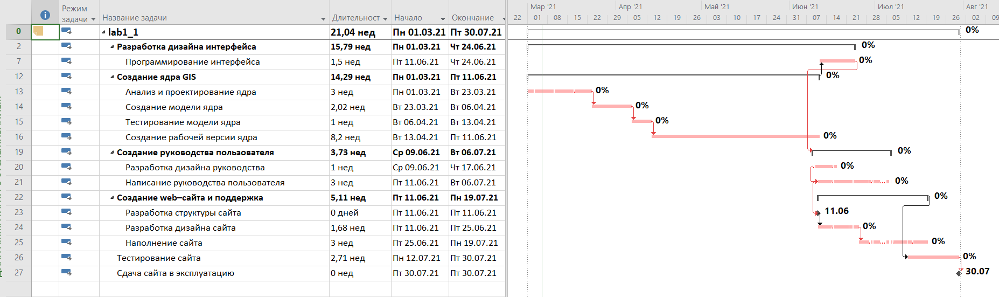 Режим задачи Название задачи Длительност Начало Окончание
Мар '21 Апр '21 Май '21 Июн '21 Июл '21 Авг '21
22 01 08 15 22 29 05 12 19 26 03 10 17 24 31 07 14 21 28 05 12 19 26 02 09
0 lab1_1 21,04 нед Пн 01.03.21 Пт 30.07.21 0%
2 Разработка дизайна интерфейса 15,79 нед Пн 01.03.21 Чт 24.06.21 0%
7 Программирование интерфейса 1,5 нед Пт 11.06.21 Чт 24.06.21 0%
12 Создание ядра GIS 14,29 нед Пн 01.03.21 Пт 11.06.21 0%
13 Анализ и проектирование ядра 3 нед Пн 01.03.21 Вт 23.03.21 0%
14 Создание модели ядра 2,02 нед Вт 23.03.21 Вт 06.04.21 0%
15 Тестирование модели ядра 1 нед Вт 06.04.21 Вт 13.04.21 0%
16 Создание рабочей версии ядра 8,2 нед Вт 13.04.21 Пт 11.06.21 0%
19 Создание руководства пользователя 3,73 нед Ср 09.06.21 Вт 06.07.21 0%
20 Разработка дизайна руководства 1 нед Ср 09.06.21 Чт 17.06.21 0%
21 Написание руководства пользователя 3 нед Пт 11.06.21 Вт 06.07.21 0%
22 Создание web–сайта и поддержка 5,11 нед Пт 11.06.21 Пн 19.07.21 0%
23 Разработка структуры сайта 0 дней Пт 11.06.21 Пт 11.06.21 11.06
24 Разработка дизайна сайта 1,68 нед Пт 11.06.21 Пт 25.06.21 0%
25 Наполнение сайта 3 нед Пт 25.06.21 Пн 19.07.21 0%
26 Тестирование сайта 2,71 нед Пн 12.07.21 Пт 30.07.21 0%
27 Сдача сайта в эксплуатацию 0 нед Пт 30.07.21 Пт 30.07.21 30.07